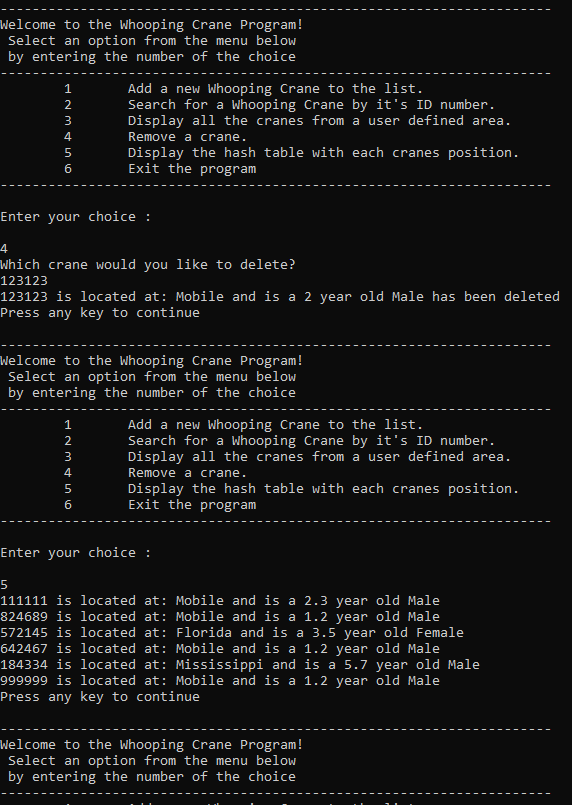 ---------------------------------------------------------------------
Welcome to the Whooping Crane Program!
 Select an option from the menu below
 by entering the number of the choice
---------------------------------------------------------------------
        1       Add a new Whooping Crane to the list.
        2       Search for a Whooping Crane by it's ID number.
        3       Display all the cranes from a user defined area.
        4       Remove a crane.
        5       Display the hash table with each cranes position.
        6       Exit the program
---------------------------------------------------------------------
Enter your choice :
4
Which crane would you like to delete?
123123
123123 is located at: Mobile and is a 2 year old Male has been deleted
Press any key to continue
---------------------------------------------------------------------
Welcome to the Whooping Crane Program!
 Select an option from the menu below
 by entering the number of the choice
---------------------------------------------------------------------
        1       Add a new Whooping Crane to the list.
        2       Search for a Whooping Crane by it's ID number.
        3       Display all the cranes from a user defined area.
        4       Remove a crane.
        5       Display the hash table with each cranes position.
        6       Exit the program
---------------------------------------------------------------------
Enter your choice :
5
111111 is located at: Mobile and is a 2.3 year old Male
824689 is located at: Mobile and is a 1.2 year old Male
572145 is located at: Florida and is a 3.5 year old Female
642467 is located at: Mobile and is a 1.2 year old Male
184334 is located at: Mississippi and is a 5.7 year old Male
999999 is located at: Mobile and is a 1.2 year old Male
Press any key to continue
---------------------------------------------------------------------
Welcome to the Whooping Crane Program!
 Select an option from the menu below
 by entering the number of the choice
---------------------------------------------------------------------